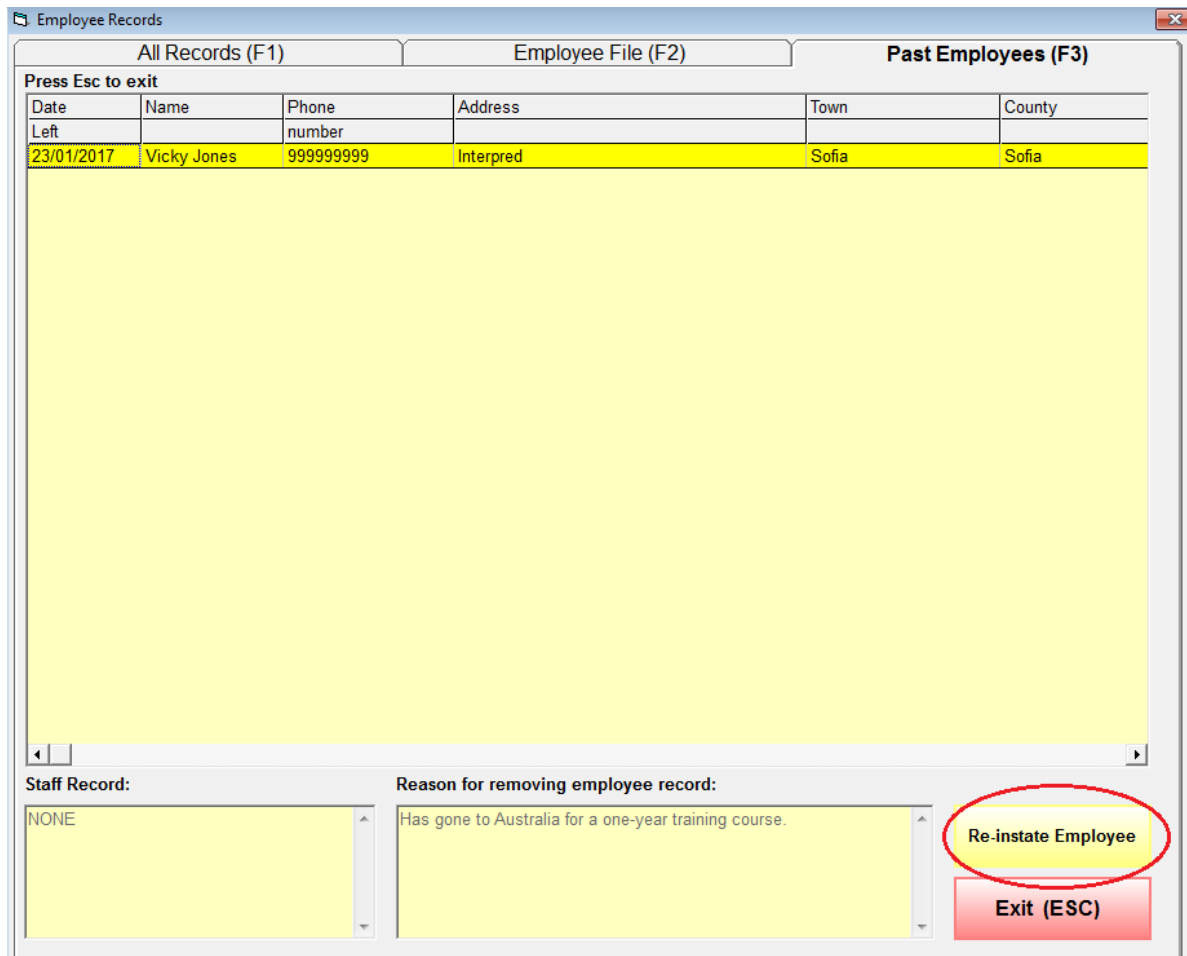 Employee Records
All Records (F1) Employee File (F2) Past Employees (F3)
Press Esc to exit
Date Name Phone Address Town County
Left number
23/01/2017 Vicky Jones 999999999 Interpred Sofia Sofia
Staff Record: Reason for removing employee record:
NONE Has gone to Australia for a one-year training course.
Re-instate Employee
Exit (ESC)